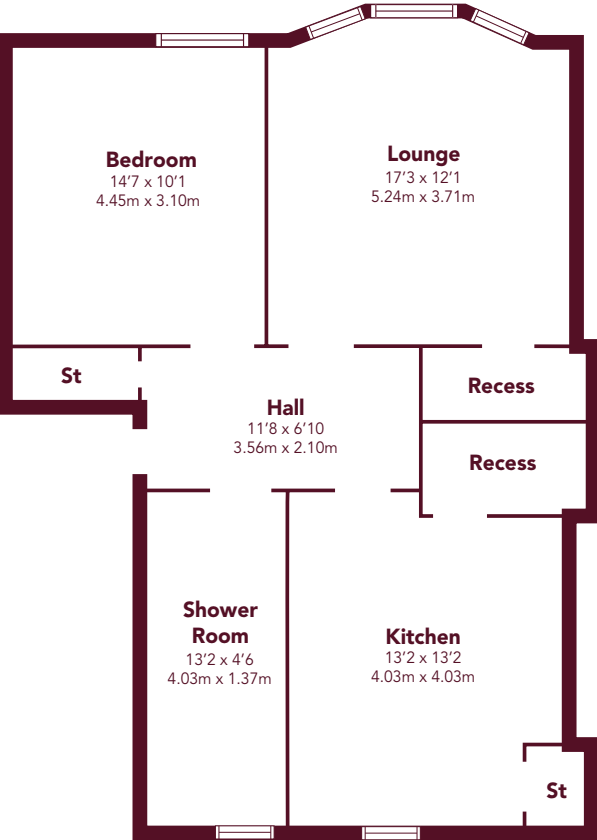 Bedroom
14'7 x 10'1
4.45m x 3.10m
Lounge
17'3 x 12'1
5.24m x 3.71m
St
Hall
11'8 x 6'10
3.56m x 2.10m
Recess
Recess
Shower
Room
13'2 x 4'6
4.03m x 1.37m
Kitchen
13'2 x 13'2
4.03m x 4.03m
St